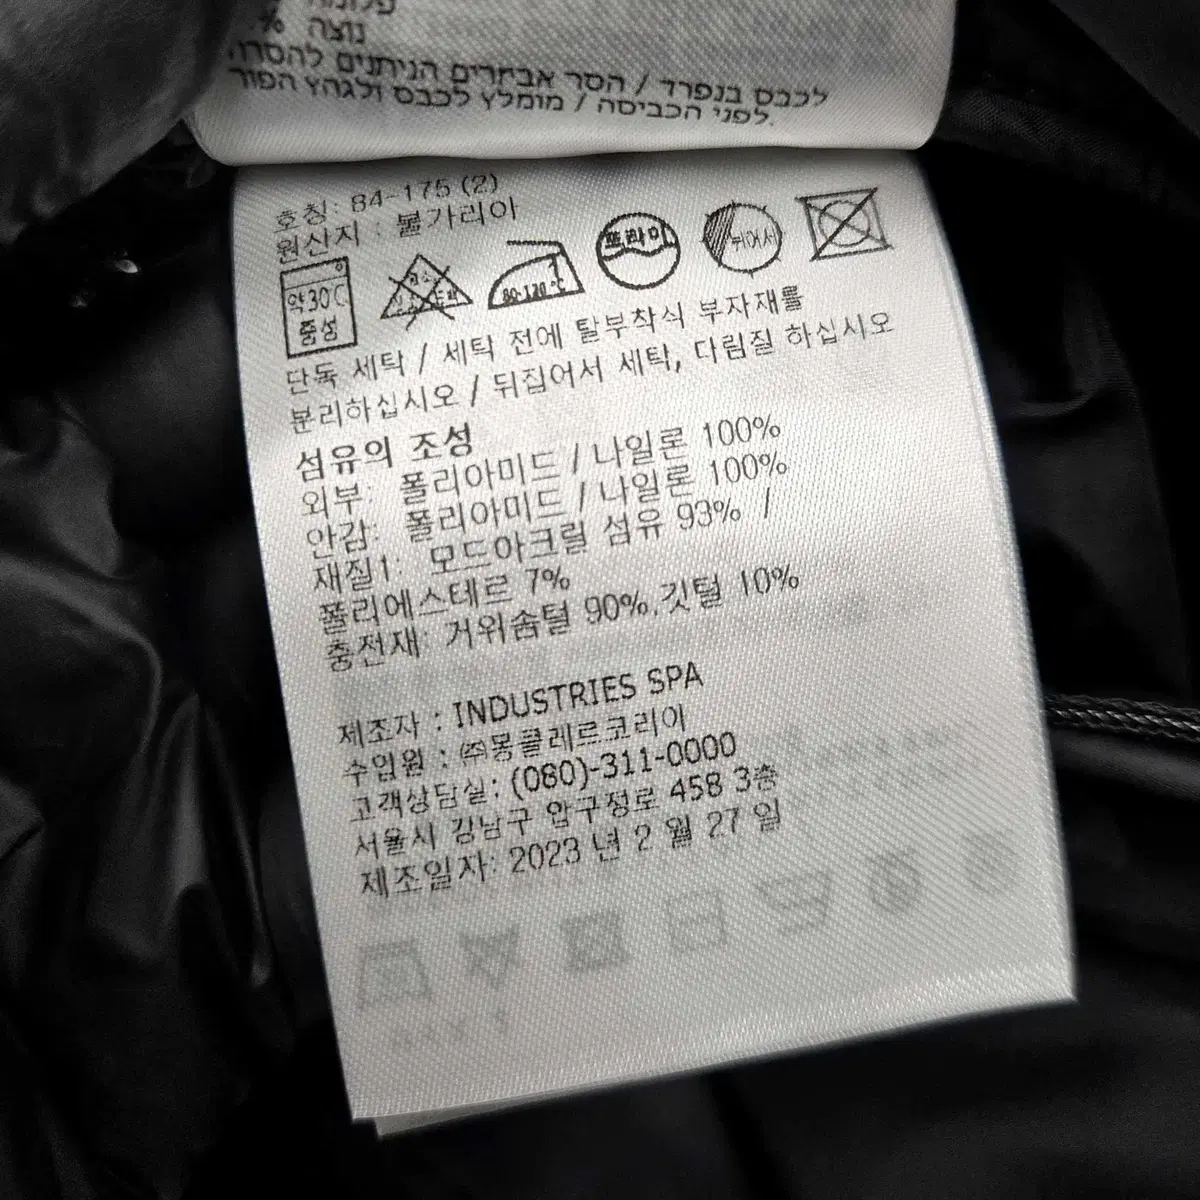 פלומה
% נוצה
לכבס בנפרד / הסר אביזרים הניתנים להסרה
לפני הכביסה / מומלץ לכבס ולגהץ הפוך.
호칭: 84-175 (2)
원산지 : 불가리아
약30℃
중성
80-120℃
드라이
뉘어서
단독 세탁 / 세탁 전에 탈부착식 부자재를
분리하십시오 / 뒤집어서 세탁, 다림질 하십시오
섬유의 조성
외부: 폴리아미드 / 나일론 100%
안감: 폴리아미드 / 나일론 100%
재질1: 모드아크릴 섬유 93% /
폴리에스테르 7%
충전재: 거위솜털 90%,깃털 10%
제조자 : INDUSTRIES SPA
수입원 : ㈜몽클레르코리아
고객상담실: (080)-311-0000
서울시 강남구 압구정로 458 3층
제조일자: 2023 년 2 월 27 일